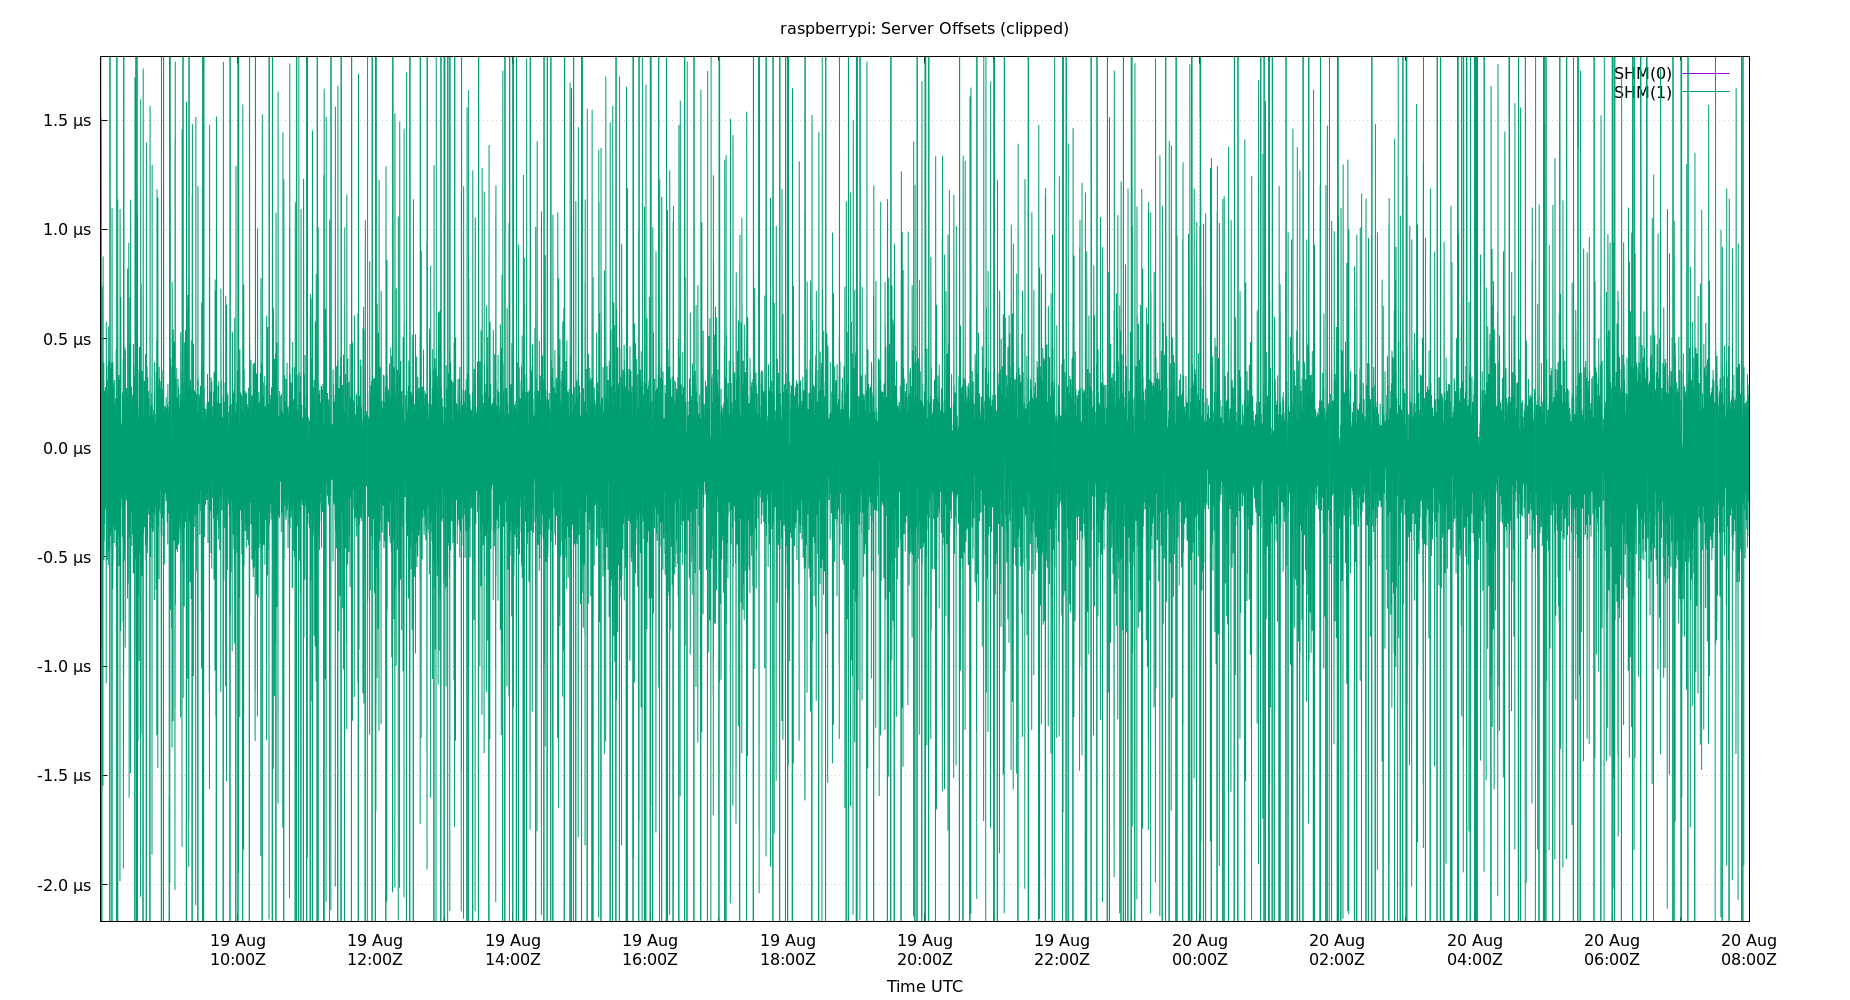 raspberrypi: Server Offsets (clipped)
SHM(0)
SHM(1)
1.5 µs
1.0 µs
0.5 µs
0.0 µs
-0.5 µs
-1.0 µs
-1.5 µs
-2.0 µs
19 Aug 19 Aug 19 Aug 19 Aug 19 Aug 19 Aug 19 Aug 20 Aug 20 Aug 20 Aug 20 Aug 20 Aug
10:00Z 12:00Z 14:00Z 16:00Z 18:00Z 20:00Z 22:00Z 00:00Z 02:00Z 04:00Z 06:00Z 08:00Z
Time UTC